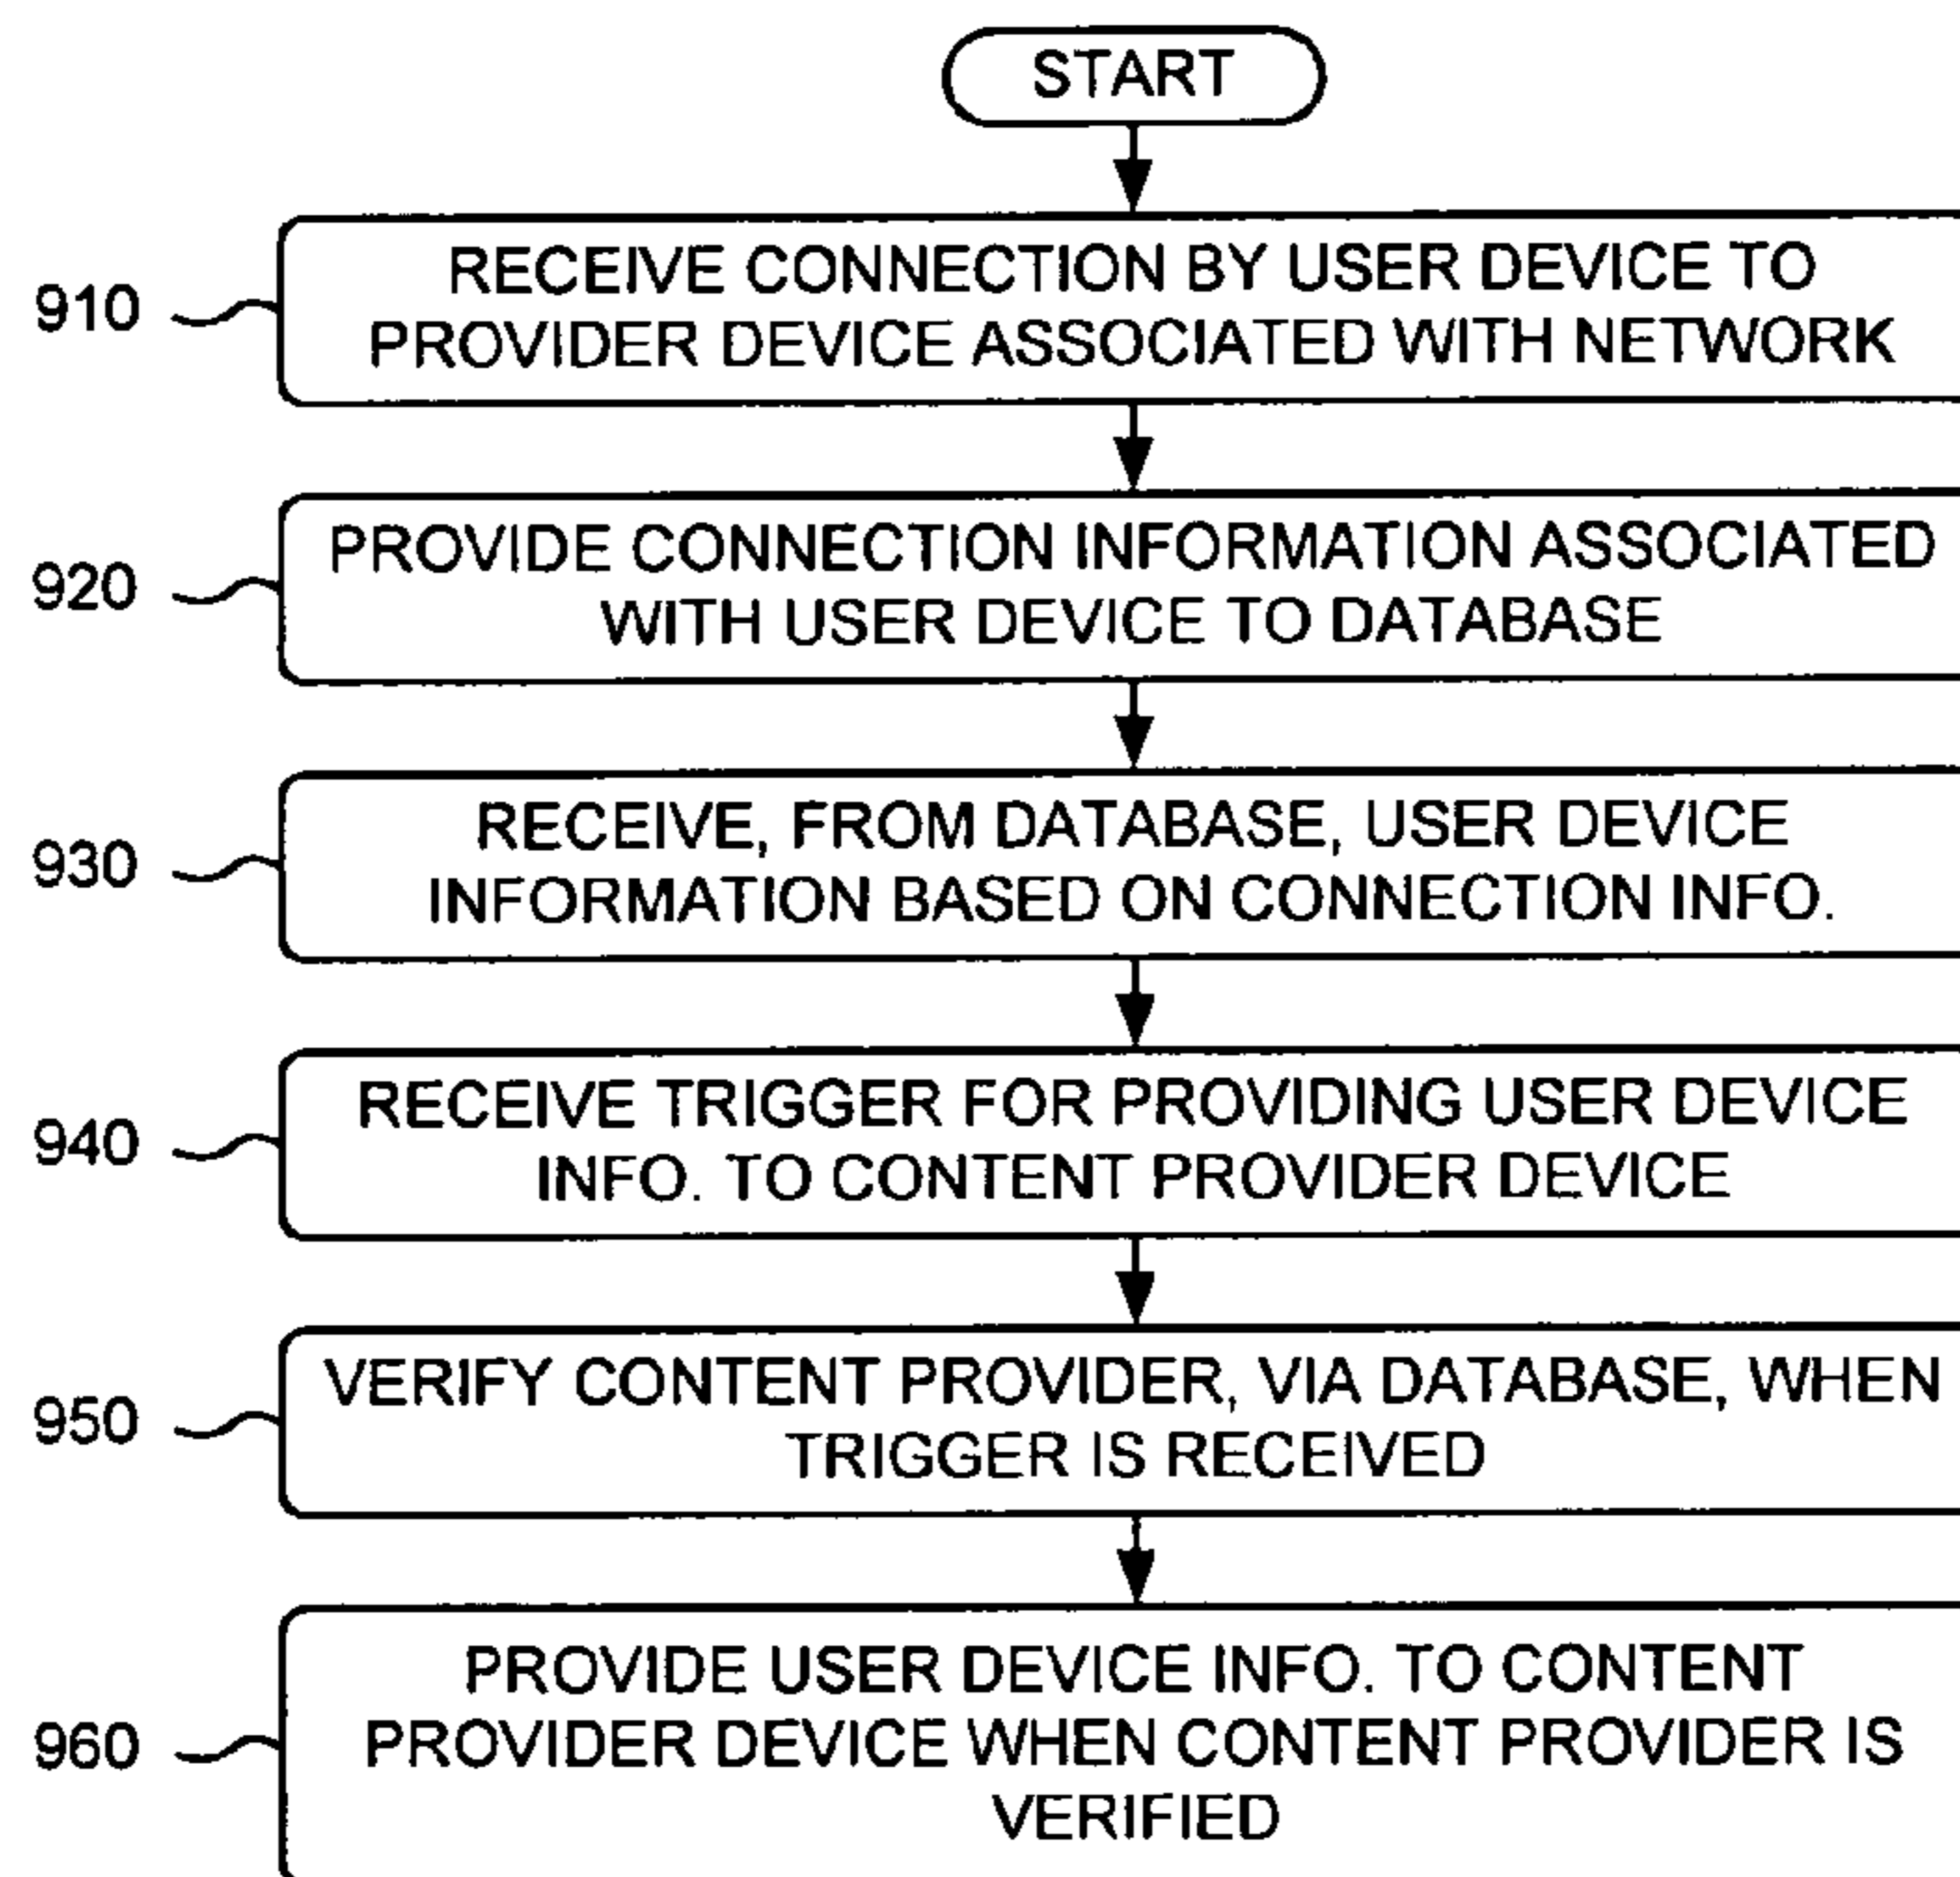 START
910
RECEIVE CONNECTION BY USER DEVICE TO
PROVIDER DEVICE ASSOCIATED WITH NETWORK
920
PROVIDE CONNECTION INFORMATION ASSOCIATED
WITH USER DEVICE TO DATABASE
930
RECEIVE, FROM DATABASE, USER DEVICE
INFORMATION BASED ON CONNECTION INFO.
940
RECEIVE TRIGGER FOR PROVIDING USER DEVICE
INFO. TO CONTENT PROVIDER DEVICE
950
VERIFY CONTENT PROVIDER, VIA DATABASE, WHEN
TRIGGER IS RECEIVED
960
PROVIDE USER DEVICE INFO. TO CONTENT
PROVIDER DEVICE WHEN CONTENT PROVIDER IS
VERIFIED